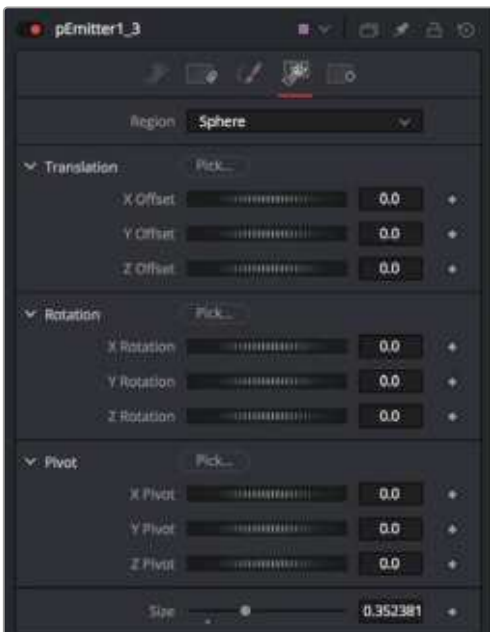 pEmitter1_3
Region Sphere
Translation Pick...
X Offset 0.0
Y Offset 0.0
Z Offset 0.0
Rotation Pick...
X Rotation 0.0
Y Rotation 0.0
Z Rotation 0.0
Pivot Pick...
X Pivot 0.0
Y Pivot 0.0
Z Pivot 0.0
Size 0.352381